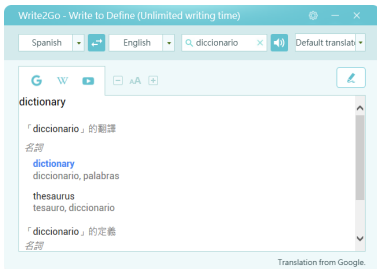 Write2Go - Write to Define (Unlimited writing time)
Spanish English diccionario Default translat
G W AA
dictionary
「diccionario」的翻譯
名詞
dictionary
diccionario, palabras
thesaurus
tesauro, diccionario
「diccionario」的定義
名詞
Translation from Google.